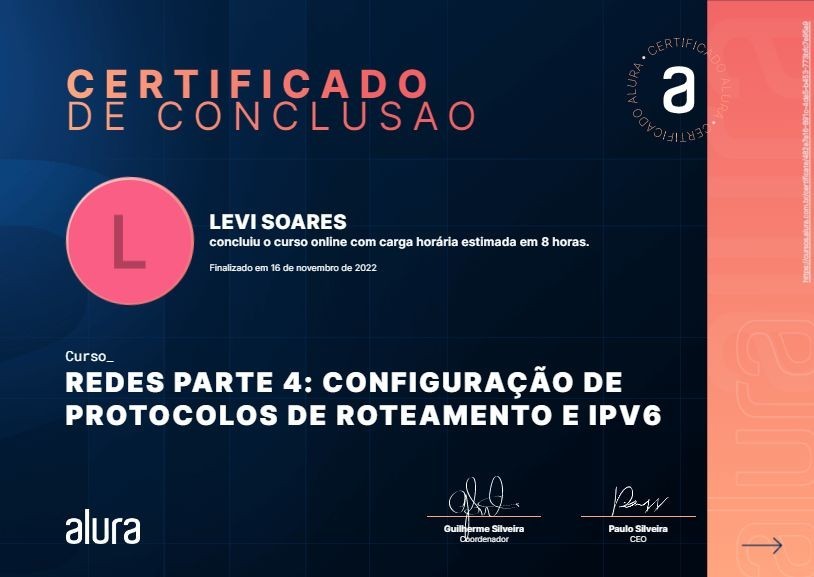 CERTIFICADO
DE CONCLUSAO
CERTIFICADO ALURA • CERTIFICADO ALURA •
a
LEVI SOARES
concluiu o curso online com carga horária estimada em 8 horas.
Finalizado em 16 de novembro de 2022
Curso_
REDES PARTE 4: CONFIGURAÇÃO DE
PROTOCOLOS DE ROTEAMENTO E IPV6
L
alura
Guilherme Silveira
Coordenador
Paulo Silveira
CEO
alura